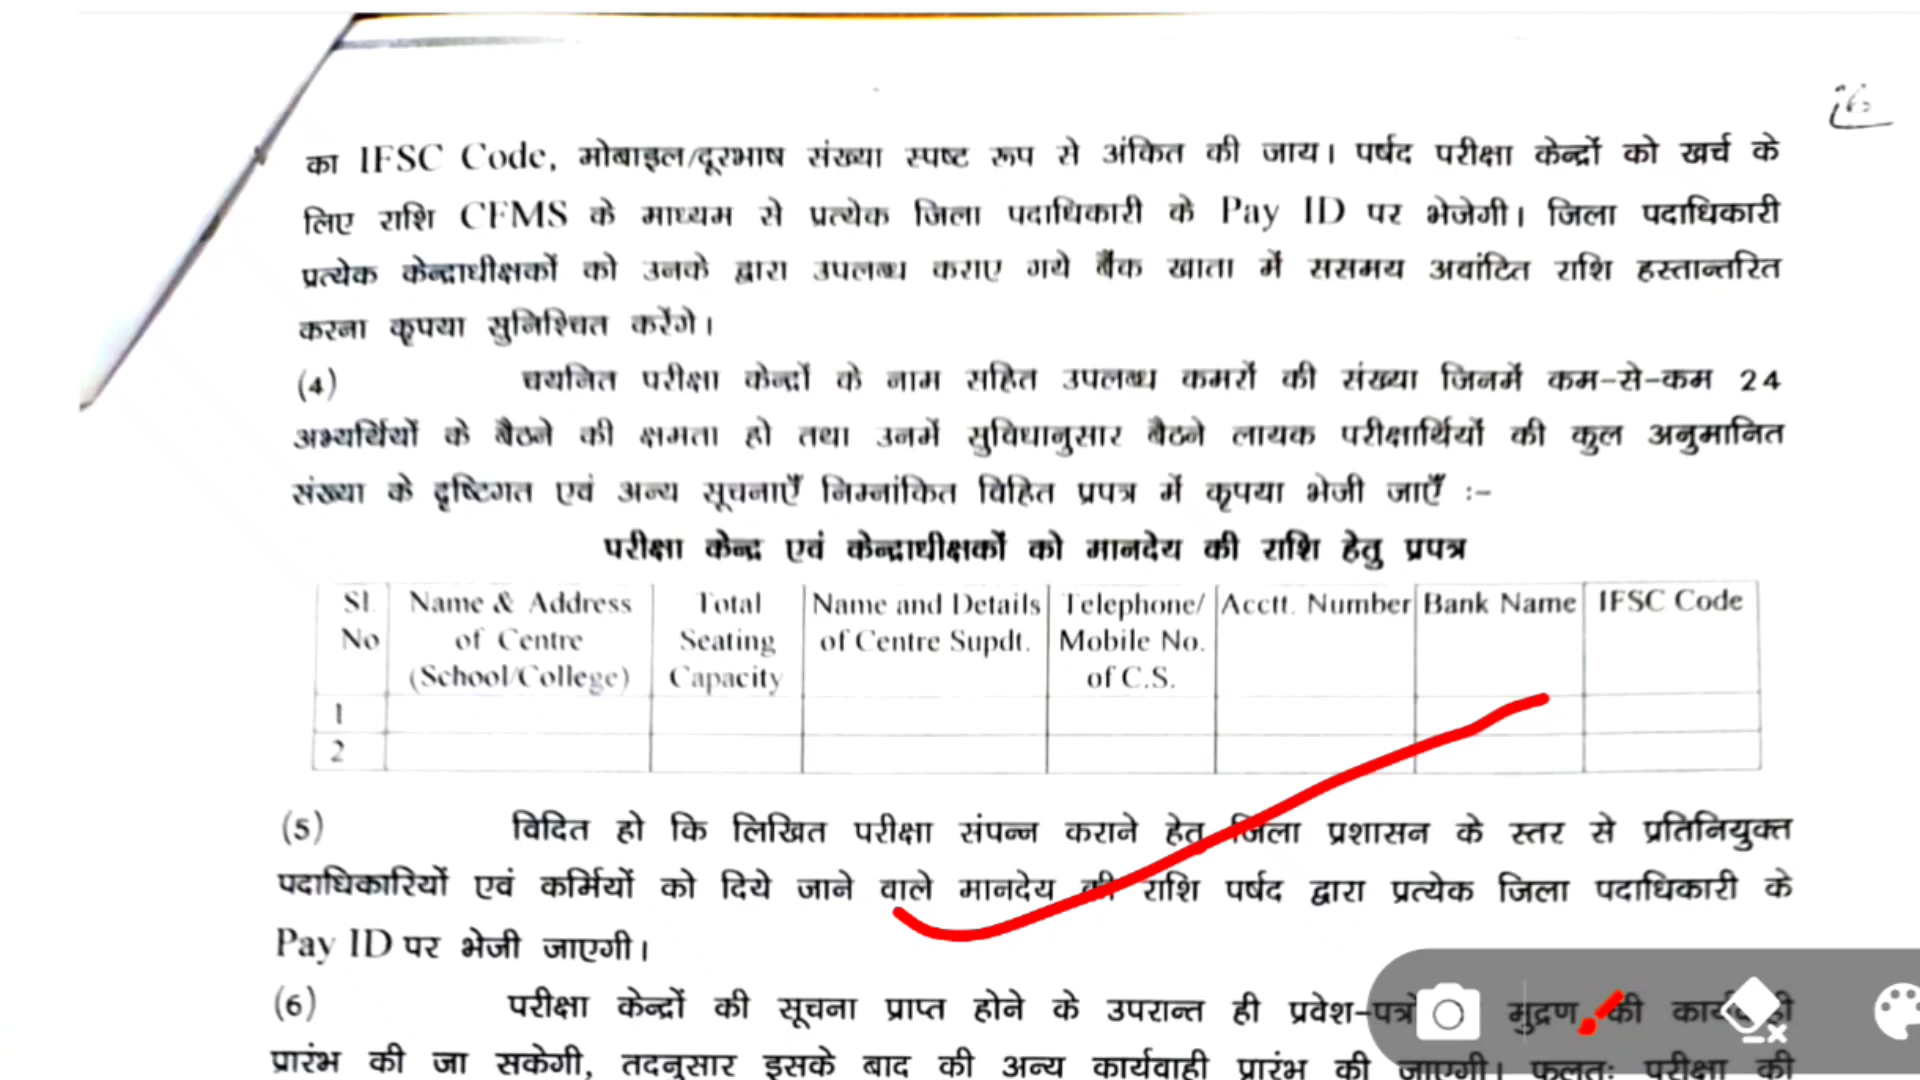 का IFSC Code, मोबाइल/दूरभाष संख्या स्पष्ट रूप से अंकित की जाय। पर्षद परीक्षा केन्द्रों को खर्च के
लिए राशि CFMS के माध्यम से प्रत्येक जिला पदाधिकारी के Pay ID पर भेजेगी। जिला पदाधिकारी
प्रत्येक केन्द्राधीक्षकों को उनके द्वारा उपलब्ध कराए गये बैंक खाता में ससमय अवांटित राशि हस्तान्तरित
करना कृपया सुनिश्चित करेंगे।
(4) चयनित परीक्षा केन्द्रों के नाम सहित उपलब्ध कमरों की संख्या जिनमें कम-से-कम 24
अभ्यर्थियों के बैठने की क्षमता हो तथा उनमें सुविधानुसार बैठने लायक परीक्षार्थियों की कुल अनुमानित
संख्या के दृष्टिगत एवं अन्य सूचनाएँ निम्नांकित विहित प्रपत्र में कृपया भेजी जाएँ :-
परीक्षा केन्द्र एवं केन्द्राधीक्षकों को मानदेय की राशि हेतु प्रपत्र
Sl. Name & Address Total Name and Details Telephone/ Acctt. Number Bank Name IFSC Code
No of Centre Seating of Centre Supdt. Mobile No.
(School/College) Capacity of C.S.
1
2
(5) विदित हो कि लिखित परीक्षा संपन्न कराने हेतु जिला प्रशासन के स्तर से प्रतिनियुक्त
पदाधिकारियों एवं कर्मियों को दिये जाने वाले मानदेय की राशि पर्षद द्वारा प्रत्येक जिला पदाधिकारी के
Pay ID पर भेजी जाएगी।
(6) परीक्षा केन्द्रों की सूचना प्राप्त होने के उपरान्त ही प्रवेश-पत्रों मुद्रण की कार्यवाही
प्रारंभ की जा सकेगी, तदनुसार इसके बाद की अन्य कार्यवाही प्रारंभ की जाएगी। फलतः परीक्षा की